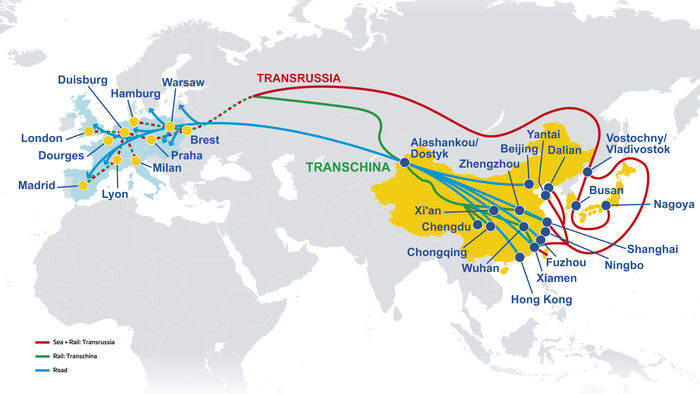 Duisburg
Hamburg
Warsaw
TRANSRUSSIA
London
Dourges
Brest
Praha
Milan
Madrid
Lyon
TRANSCHINA
Alashankou/
Dostyk
Zhengzhou
Beijing
Yantai
Dalian
Vostochny/
Vladivostok
Busan
Nagoya
Xi'an
Chengdu
Chongqing
Wuhan
Shanghai
Ningbo
Fuzhou
Xiamen
Hong Kong
Sea + Rail: Transrussia
Rail: Transchina
Road